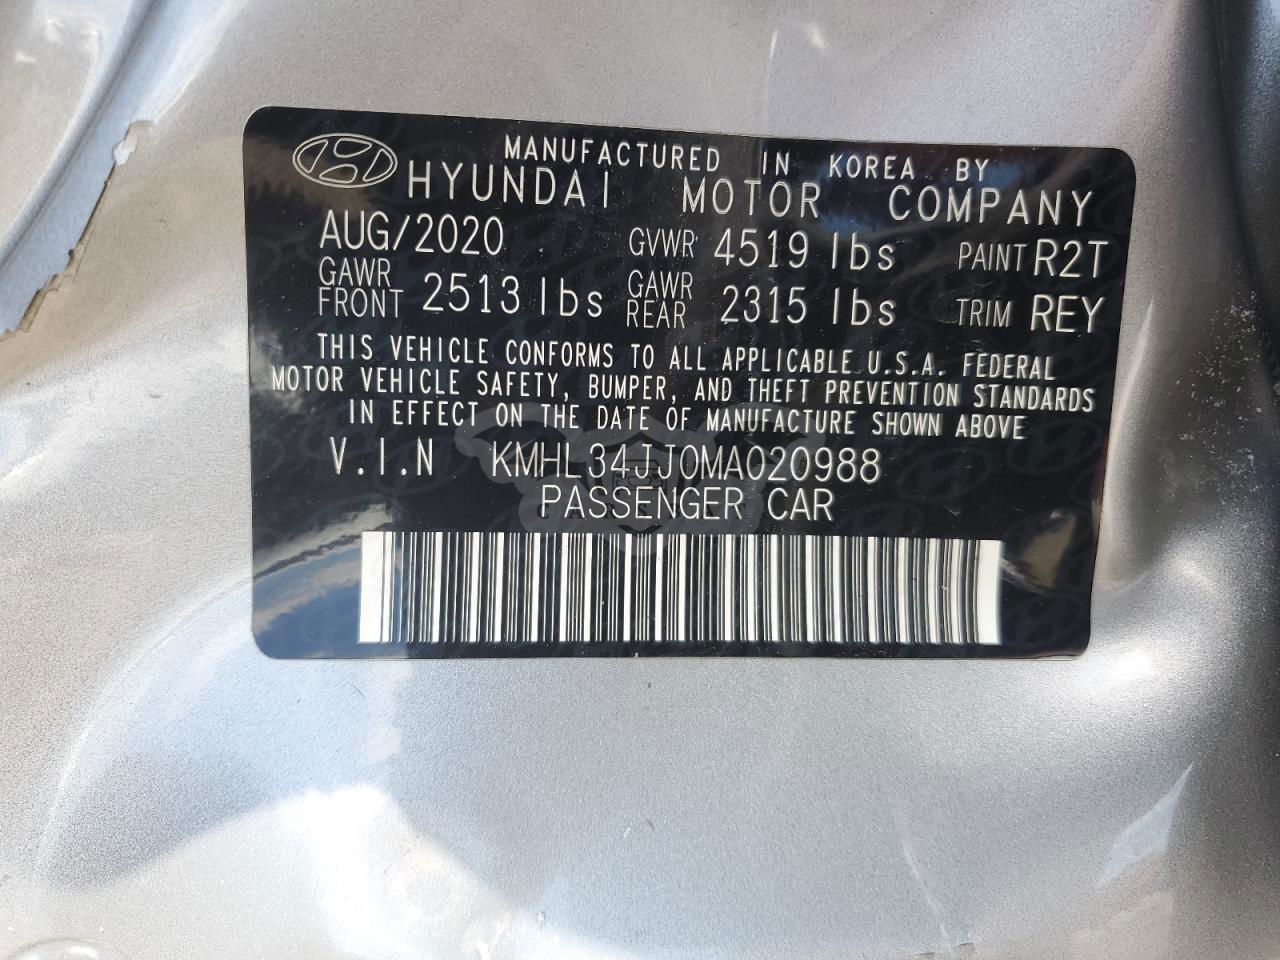 MANUFACTURED IN KOREA BY
HYUNDAI MOTOR COMPANY
AUG/2020 GVWR 4519 lbs PAINT R2T
GAWR FRONT 2513 lbs GAWR REAR 2315 lbs TRIM REY
THIS VEHICLE CONFORMS TO ALL APPLICABLE U.S.A. FEDERAL
MOTOR VEHICLE SAFETY, BUMPER, AND THEFT PREVENTION STANDARDS
IN EFFECT ON THE DATE OF MANUFACTURE SHOWN ABOVE
V.I.N KMHL34JJ0MA020988
PASSENGER CAR